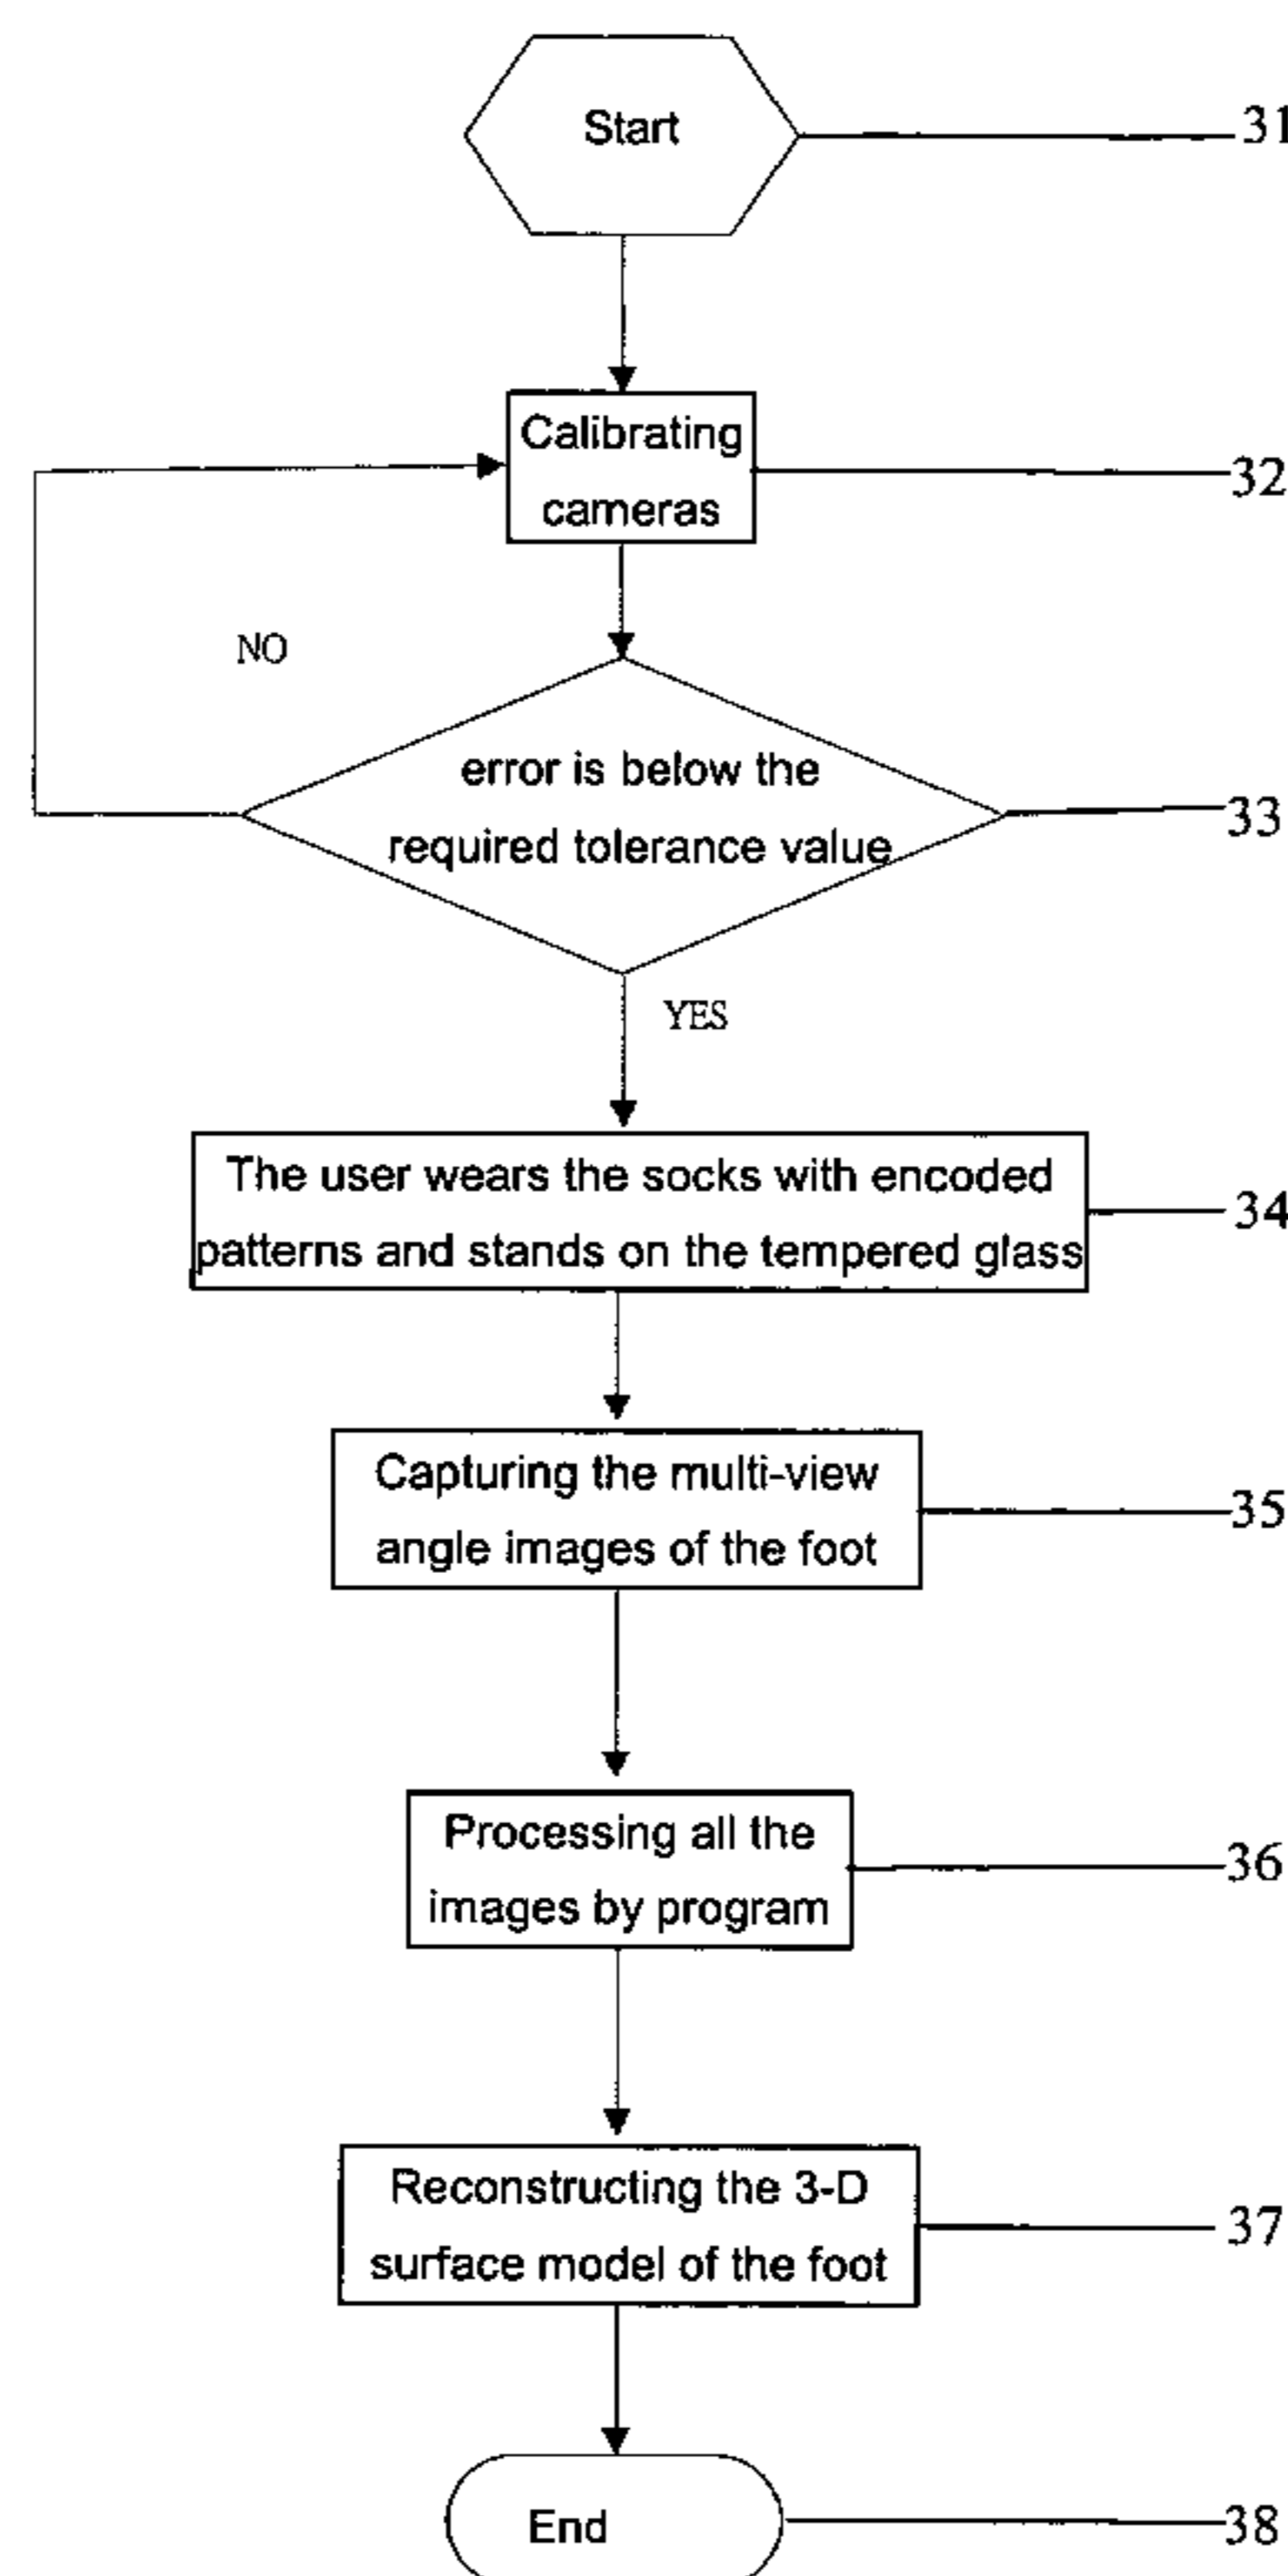 Start
31
Calibrating
cameras
32
NO
error is below the
required tolerance value
33
YES
The user wears the socks with encoded
patterns and stands on the tempered glass
34
Capturing the multi-view
angle images of the foot
35
Processing all the
images by program
36
Reconstructing the 3-D
surface model of the foot
37
End
38